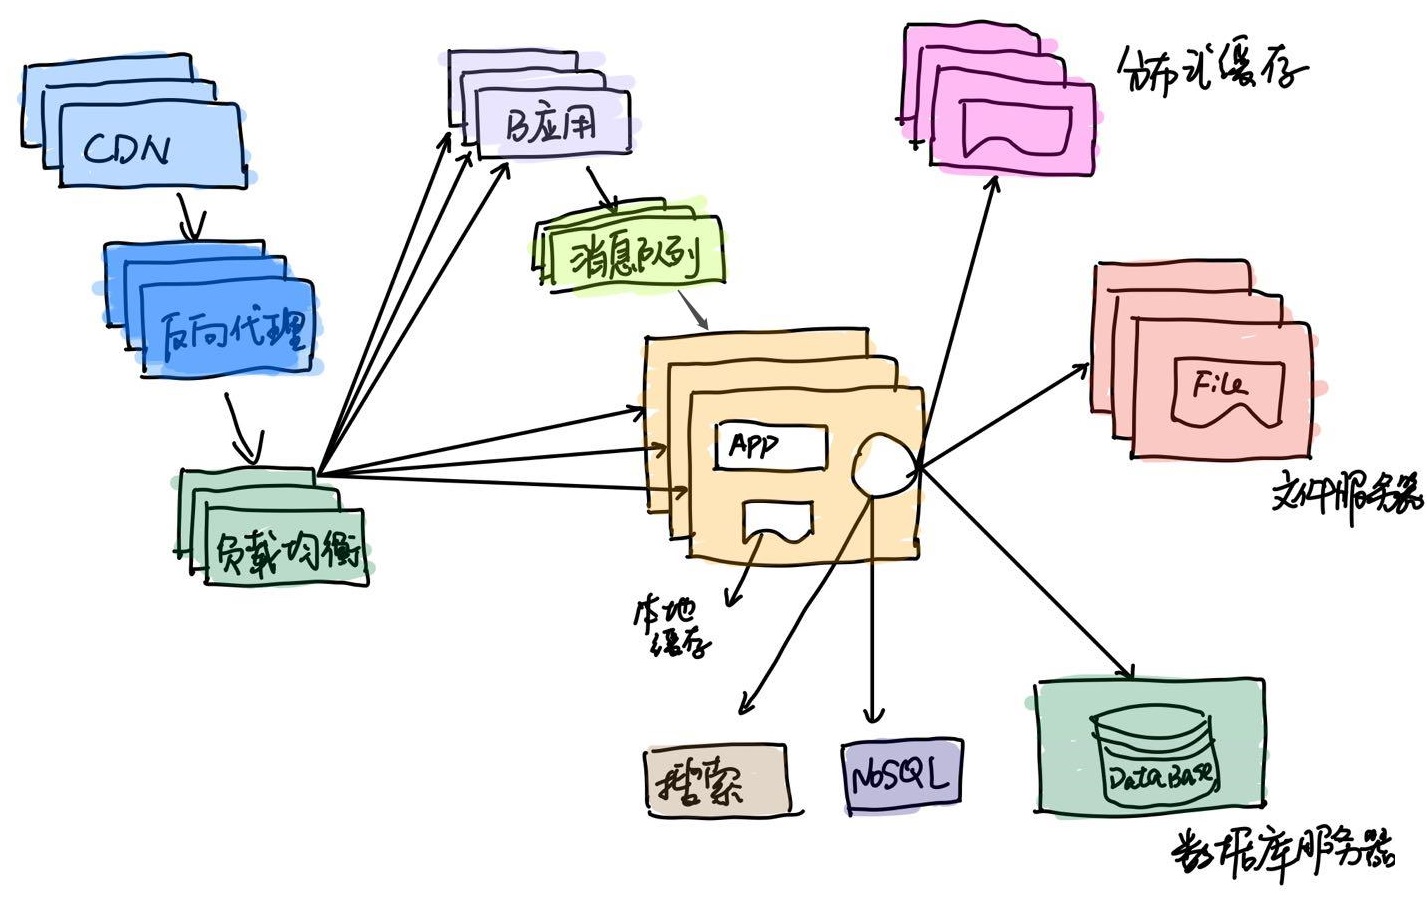 CDN
B应用
分布式缓存
消息队列
反向代理
File
APP
文件服务器
负载均衡
本地
缓存
搜索
NoSQL
DataBase
数据库服务器